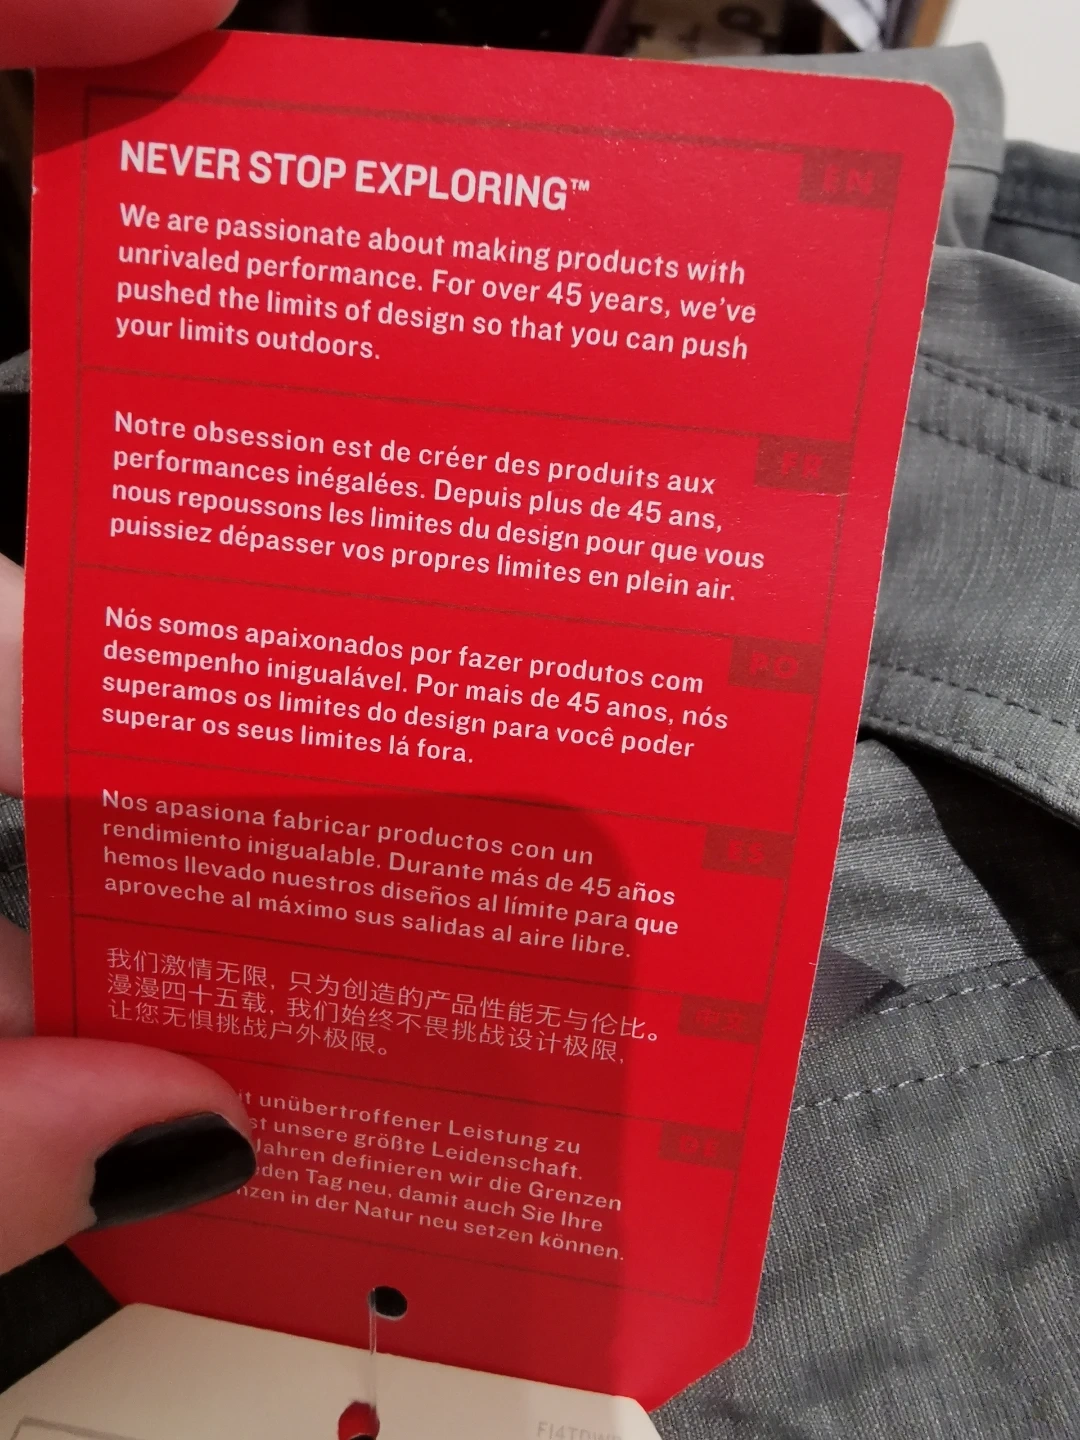 NEVER STOP EXPLORING™
EN
We are passionate about making products with
unrivaled performance. For over 45 years, we've
pushed the limits of design so that you can push
your limits outdoors.
FR
Notre obsession est de créer des produits aux
performances inégalées. Depuis plus de 45 ans,
nous repoussons les limites du design pour que vous
puissiez dépasser vos propres limites en plein air.
Nós somos apaixonados por fazer produtos com
desempenho inigualável. Por mais de 45 anos, nós
superamos os limites do design para você poder
superar os seus limites lá fora.
ES
Nos apasiona fabricar productos con un
rendimiento inigualable. Durante más de 45 años
hemos llevado nuestros diseños al límite para que
aproveche al máximo sus salidas al aire libre.
我们激情无限, 只为创造的产品性能无与伦比。
漫漫四十五载, 我们始终不畏挑战设计极限,
让您无惧挑战户外极限。
DE
unübertroffener Leistung zu
unsere größte Leidenschaft.
Jahren definieren wir die Grenzen
Tag neu, damit auch Sie Ihre
in der Natur neu setzen können.